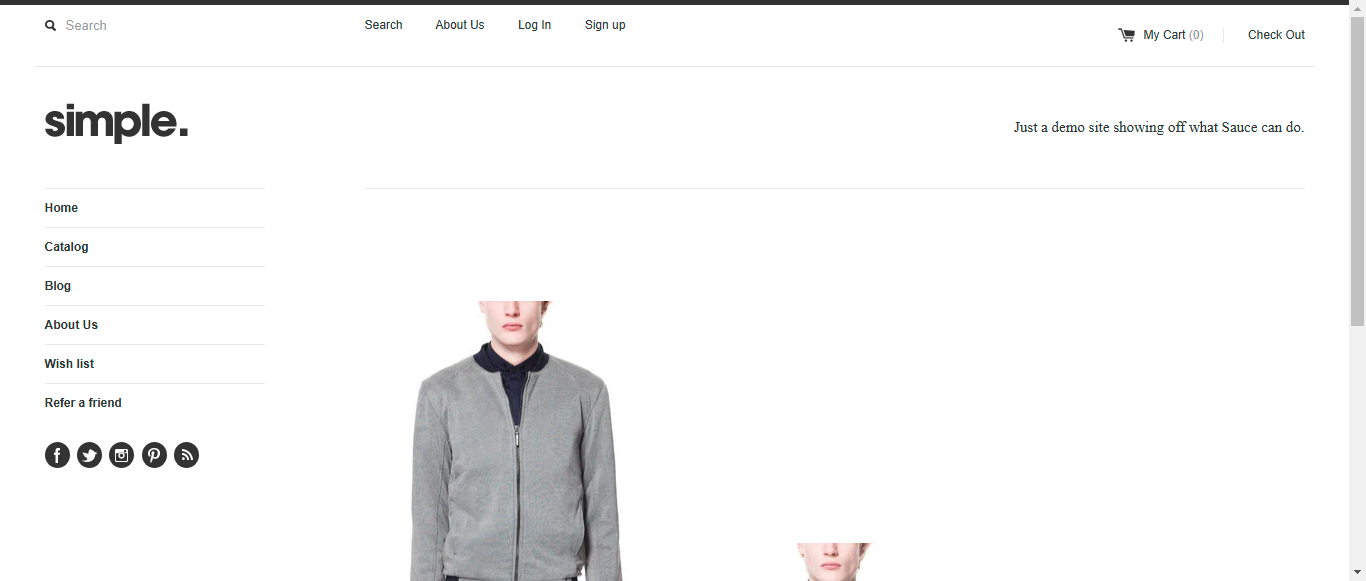 Search
Search About Us Log In Sign up
My Cart (0) Check Out
simple.
Just a demo site showing off what Sauce can do.
Home
Catalog
Blog
About Us
Wish list
Refer a friend